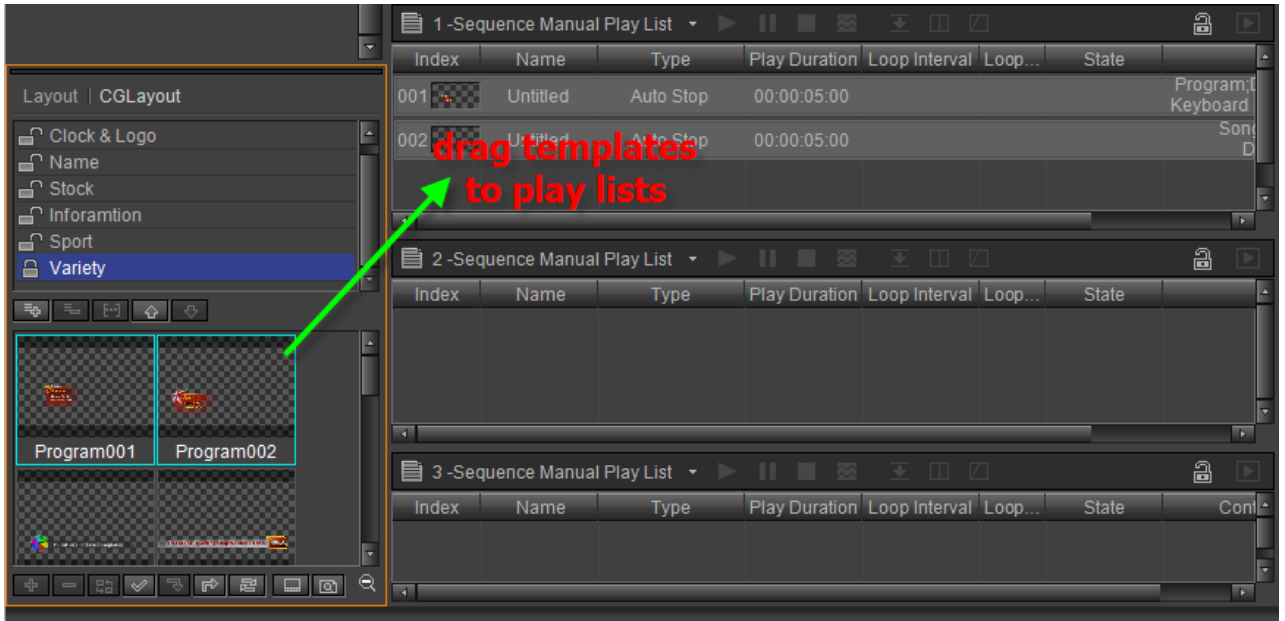 Layout | CGLayout
Clock & Logo
Name
Stock
Inforamtion
Sport
Variety
Program001
Program002
1 -Sequence Manual Play List
Index Name Type Play Duration Loop Interval Loop... State
001 Untitled Auto Stop 00:00:05:00 Program;
Keyboard
002 Untitled Auto Stop 00:00:05:00
drag templates
to play lists
2 -Sequence Manual Play List
Index Name Type Play Duration Loop Interval Loop... State
3 -Sequence Manual Play List
Index Name Type Play Duration Loop Interval Loop... State Cont